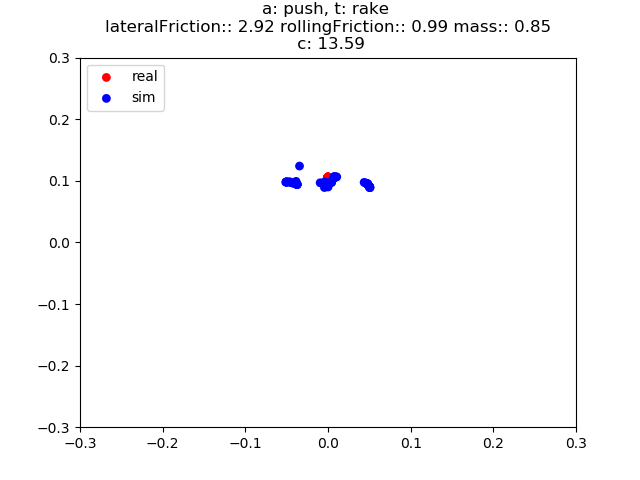 a: push, t: rake
lateralFriction:: 2.92 rollingFriction:: 0.99 mass:: 0.85
c: 13.59
real
sim
0.3
0.2
0.1
0.0
−0.1
−0.2
−0.3
−0.3
−0.2
−0.1
0.0
0.1
0.2
0.3